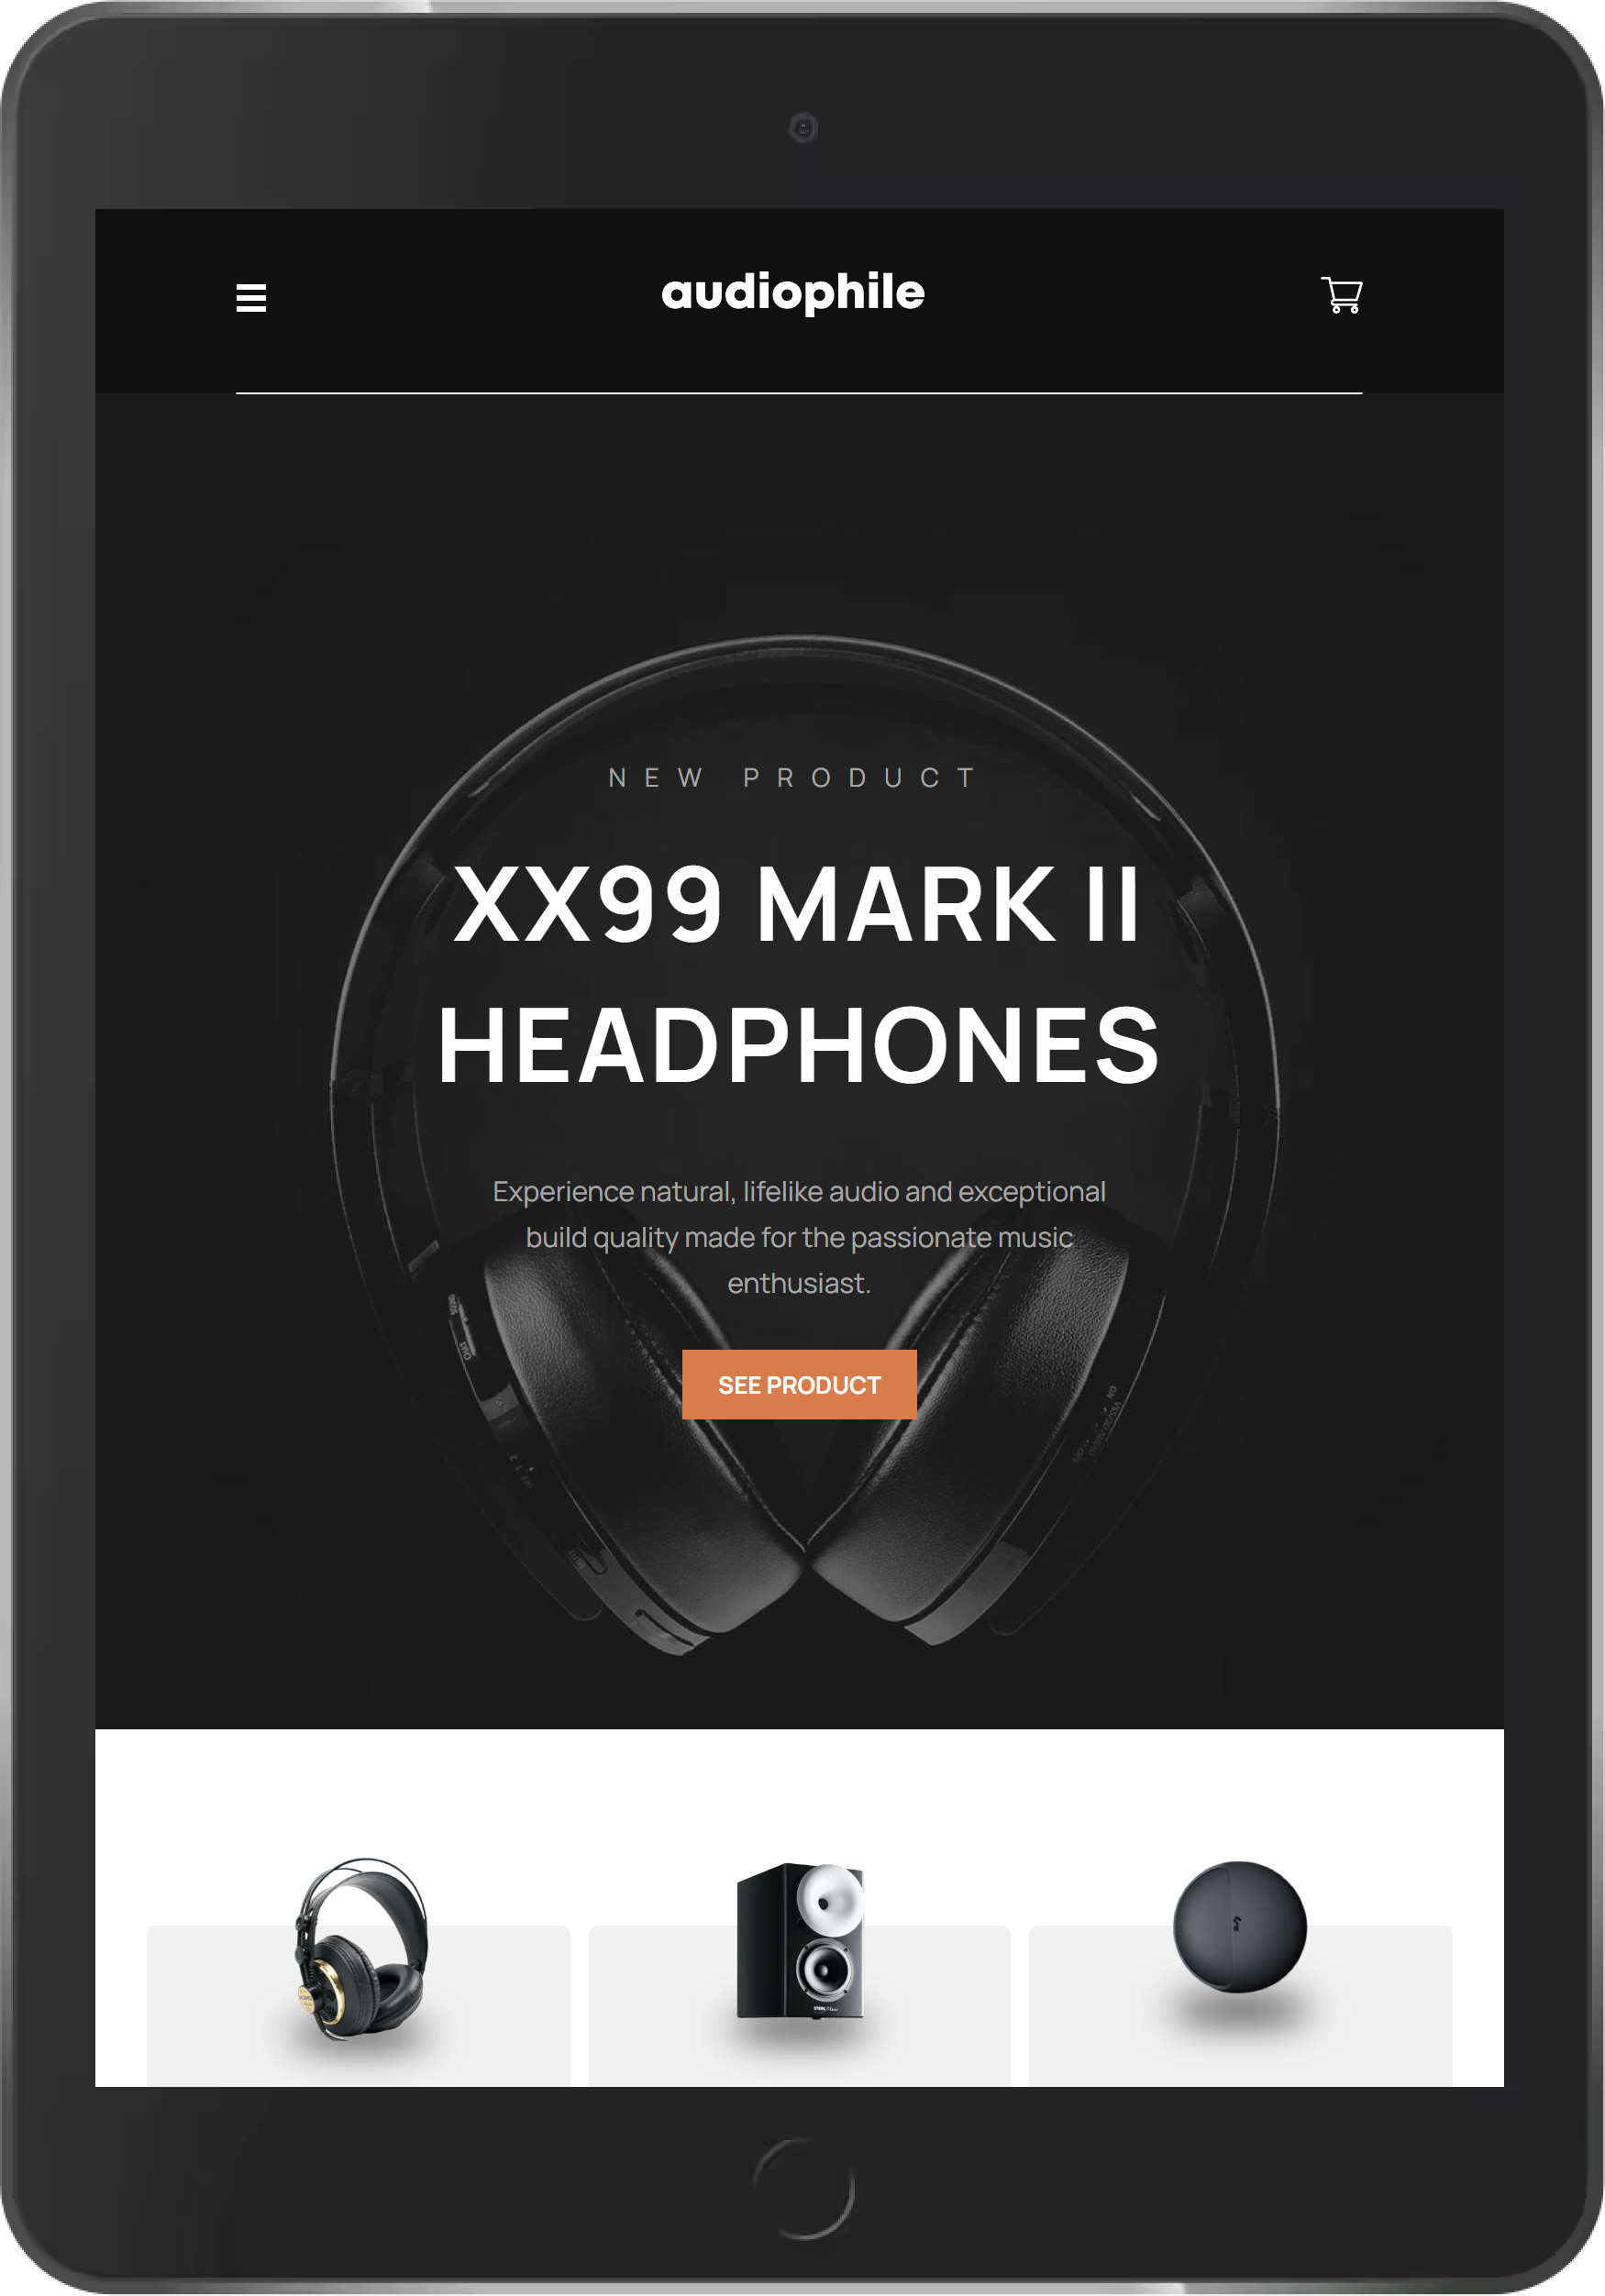 audiophile
NEW PRODUCT
XX99 MARK II
HEADPHONES
Experience natural, lifelike audio and exceptional
build quality made for the passionate music
enthusiast.
SEE PRODUCT